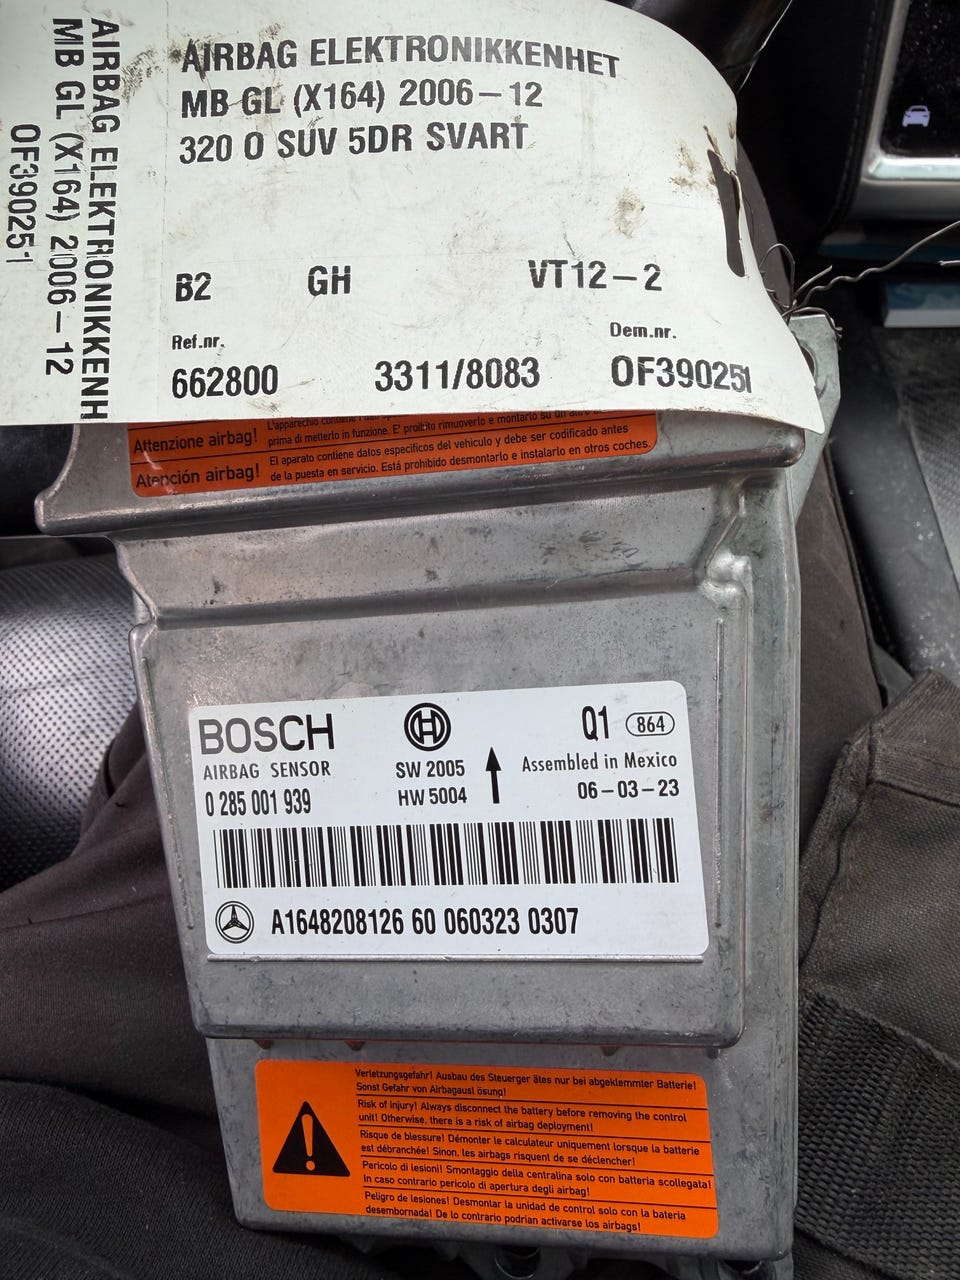 AIRBAG ELEKTRONIKKENHET
MB GL (X164) 2006-12
320 0 SUV 5DR SVART
B2 GH VT12-2
Ref.nr. Dem.nr.
662800 3311/8083 0F390251
AIRBAG ELEKTRONIKKENH
MB GL (X164) 2006-12
0F390251
Attenzione airbag! L'apparecchio contiene i dati
prima di metterlo in funzione. E' proibito rimuoverlo e montarlo su un altro
Atención airbag! El aparato contiene datos especificos del vehiculo y debe ser codificado antes
de la puesta en servicio. Está prohibido desmontarlo e instalarlo en otros coches.
BOSCH
AIRBAG SENSOR
0 285 001 939
SW 2005
HW 5004
Q1 864
Assembled in Mexico
06-03-23
A1648208126 60 060323 0307
Verletzungsgefahr! Ausbau des Steuerger ätes nur bei abgeklemmter Batterie!
Sonst Gefahr von Airbagausl ösung!
Risk of injury! Always disconnect the battery before removing the control
unit! Otherwise, there is a risk of airbag deployment!
Risque de blessure! Démonter le calculateur uniquement lorsque la batterie
est débranchée! Sinon, les airbags risquent de se déclencher!
Pericolo di lesioni! Smontaggio della centralina solo con batteria scollegata!
In caso contrario pericolo di apertura degli airbag!
Peligro de lesiones! Desmontar la unidad de control solo con la bateria
desembornada! De lo contrario podrian activarse los airbags!